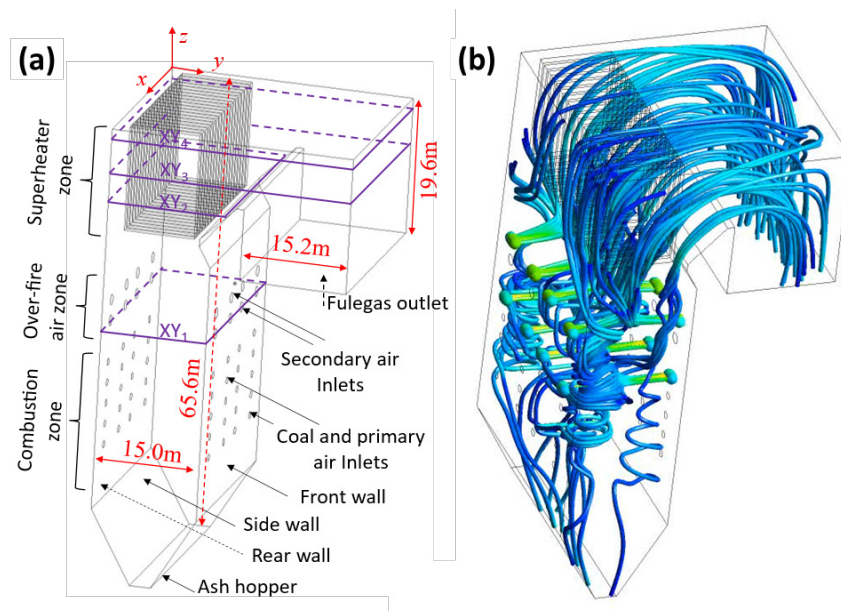 (a)
z
y
x
(b)
Superheater
zone
XY4
XY3
XY2
19.6m
15.2m
Fulegas outlet
Over-fire
air zone
XY1
Secondary air
Inlets
Combustion
zone
65.6m
Coal and primary
air Inlets
15.0m
Front wall
Side wall
Rear wall
Ash hopper